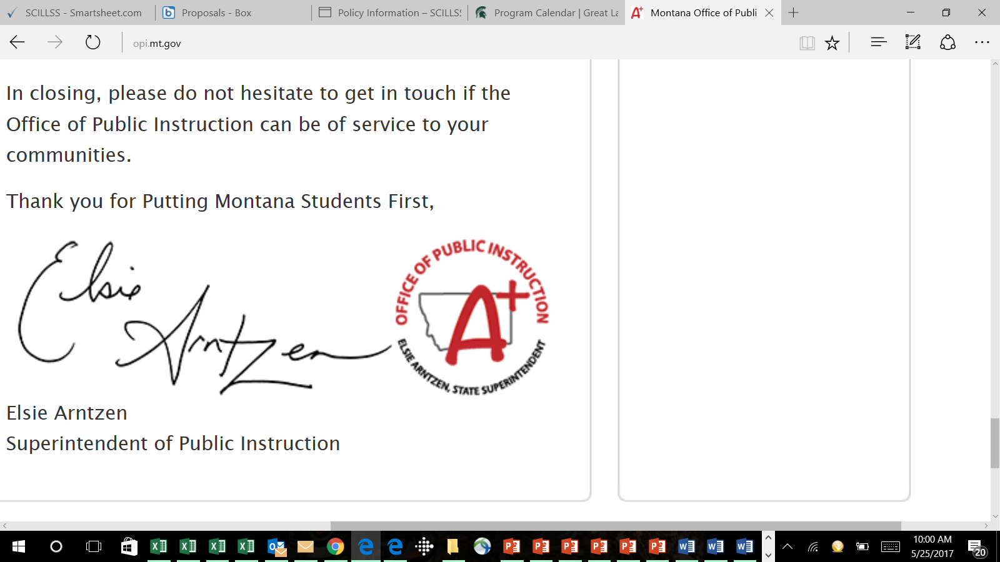 SCILLSS - Smartsheet.com
Proposals - Box
Policy Information – SCILLSS
Program Calendar | Great La
Montana Office of Publi
opi.mt.gov
In closing, please do not hesitate to get in touch if the
Office of Public Instruction can be of service to your
communities.
Thank you for Putting Montana Students First,
Elsie
Arntzen
OFFICE OF PUBLIC INSTRUCTION
A+
ELSIE ARNTZEN, STATE SUPERINTENDENT
Elsie Arntzen
Superintendent of Public Instruction
10:00 AM
5/25/2017
20